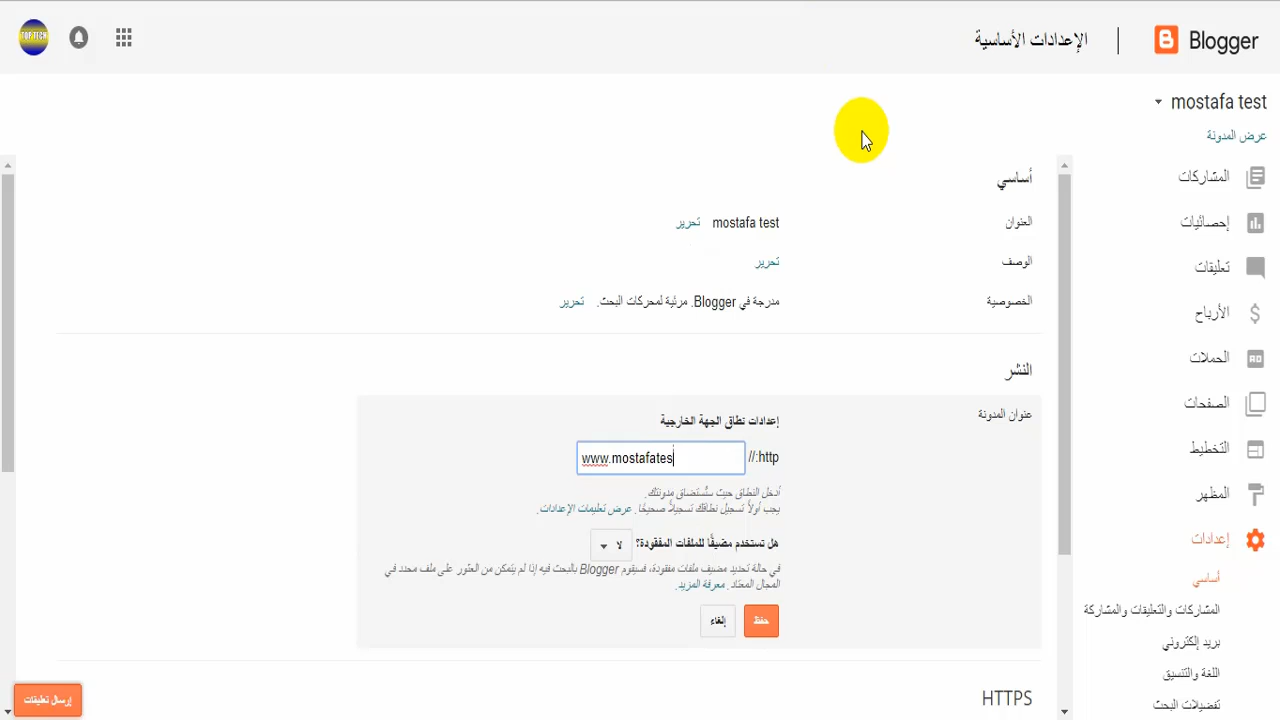 Blogger
الإعدادات الأساسية
TOP TECH
mostafa test
عرض المدونة
المشاركات
إحصائيات
تعليقات
الأرباح
الحملات
الصفحات
التخطيط
المظهر
إعدادات
أساسي
المشاركات والتعليقات والمشاركة
بريد إلكتروني
اللغة والتنسيق
تفضيلات البحث
أساسي
العنوان mostafa test تحرير
الوصف تحرير
الخصوصية مدرجة في Blogger. مرئية لمحركات البحث. تحرير
النشر
عنوان المدونة
إعدادات نطاق الجهة الخارجية
http:// www.mostafates
أدخل النطاق حيث ستُستضاق مدونتك.
يجب أولاً تسجيل نطاقك تسجيلاً صحيحًا. عرض تعليمات الإعدادات.
هل تستخدم مضيفًا للملفات المفقودة؟ لا
في حالة تحديد مضيف ملفات مفقودة، فسيقوم Blogger بالبحث فيه إذا لم يتمكن من العثور على ملف محدد في
المجال المعتاد. معرفة المزيد.
حفظ إلغاء
HTTPS
إرسال تعليقات